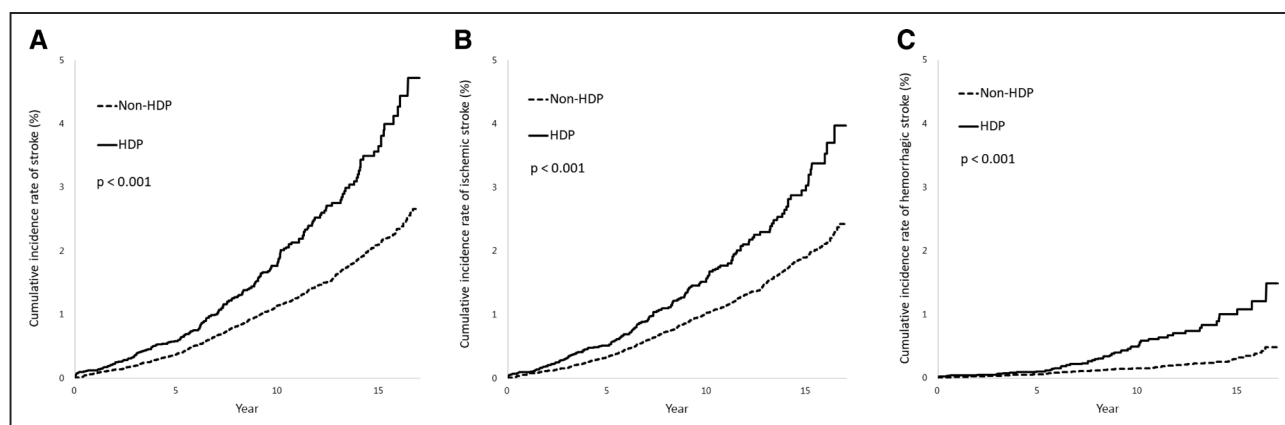 A
Cumulative incidence rate of stroke (%)
5
4
3
2
1
0
Non-HDP
HDP
p < 0.001
0 5 10 15
Year
B
Cumulative incidence rate of ischemic stroke (%)
5
4
3
2
1
0
Non-HDP
HDP
p < 0.001
0 5 10 15
Year
C
Cumulative incidence rate of hemorrhagic stroke (%)
5
4
3
2
1
0
Non-HDP
HDP
p < 0.001
0 5 10 15
Year